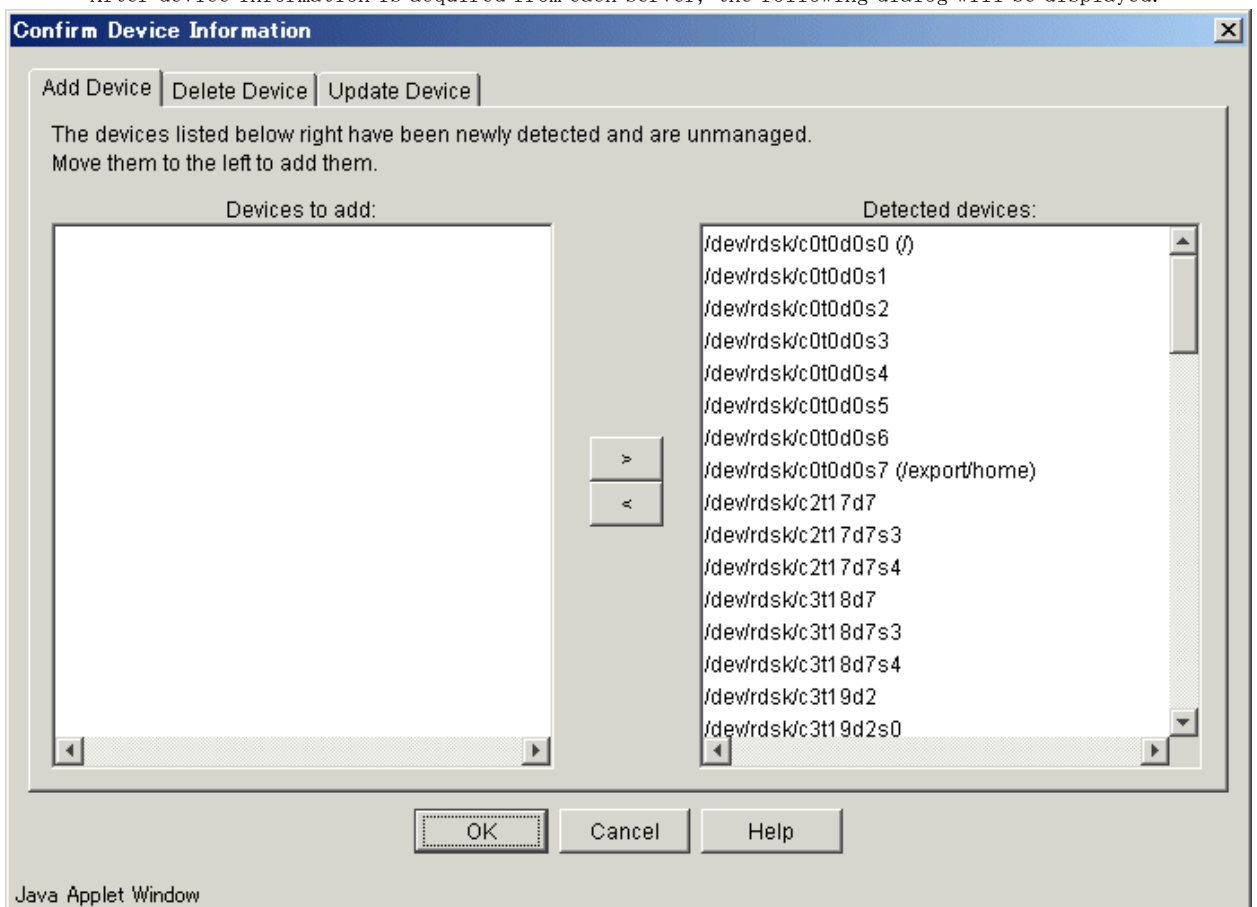 After device information is acquired from each server, the following dialog will be displayed.
Confirm Device Information
Add Device Delete Device Update Device
The devices listed below right have been newly detected and are unmanaged.
Move them to the left to add them.
Devices to add: Detected devices:
/dev/rdsk/c0t0d0s0 (/)
/dev/rdsk/c0t0d0s1
/dev/rdsk/c0t0d0s2
/dev/rdsk/c0t0d0s3
/dev/rdsk/c0t0d0s4
/dev/rdsk/c0t0d0s5
/dev/rdsk/c0t0d0s6
/dev/rdsk/c0t0d0s7 (/export/home)
/dev/rdsk/c2t17d7
/dev/rdsk/c2t17d7s3
/dev/rdsk/c2t17d7s4
/dev/rdsk/c3t18d7
/dev/rdsk/c3t18d7s3
/dev/rdsk/c3t18d7s4
/dev/rdsk/c3t19d2
/dev/rdsk/c3t19d2s0
>
<
OK Cancel Help
Java Applet Window